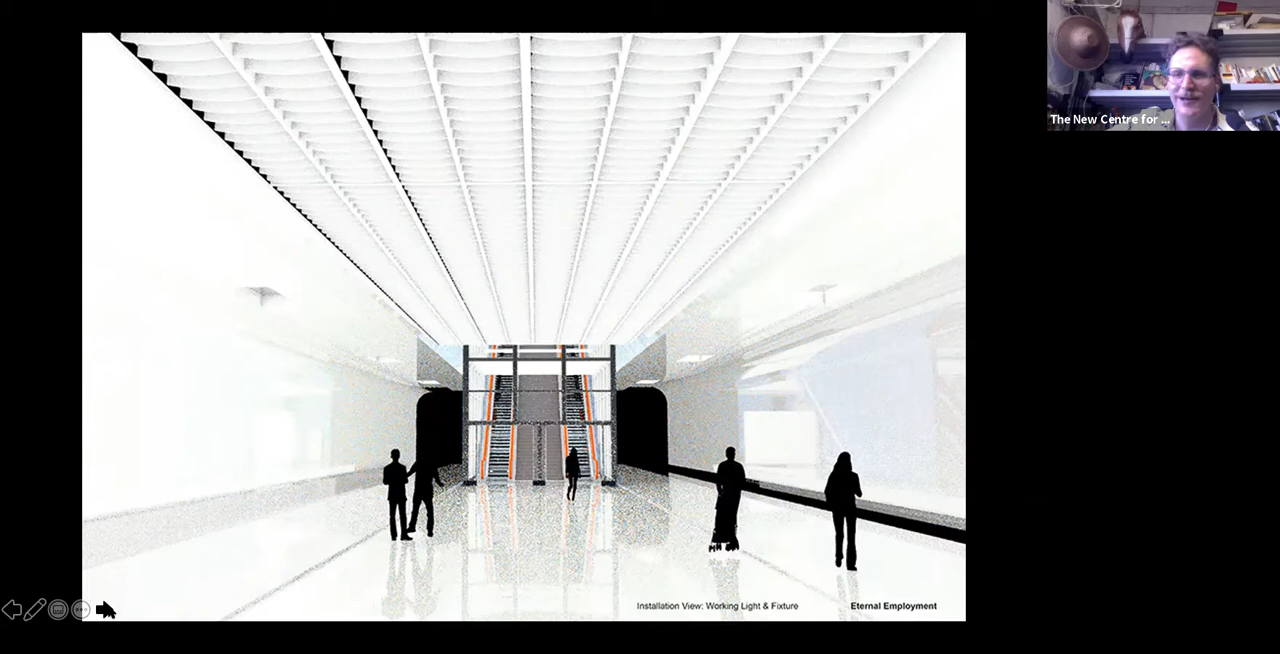 The New Centre for ...
Installation View: Working Light & Fixture
Eternal Employment